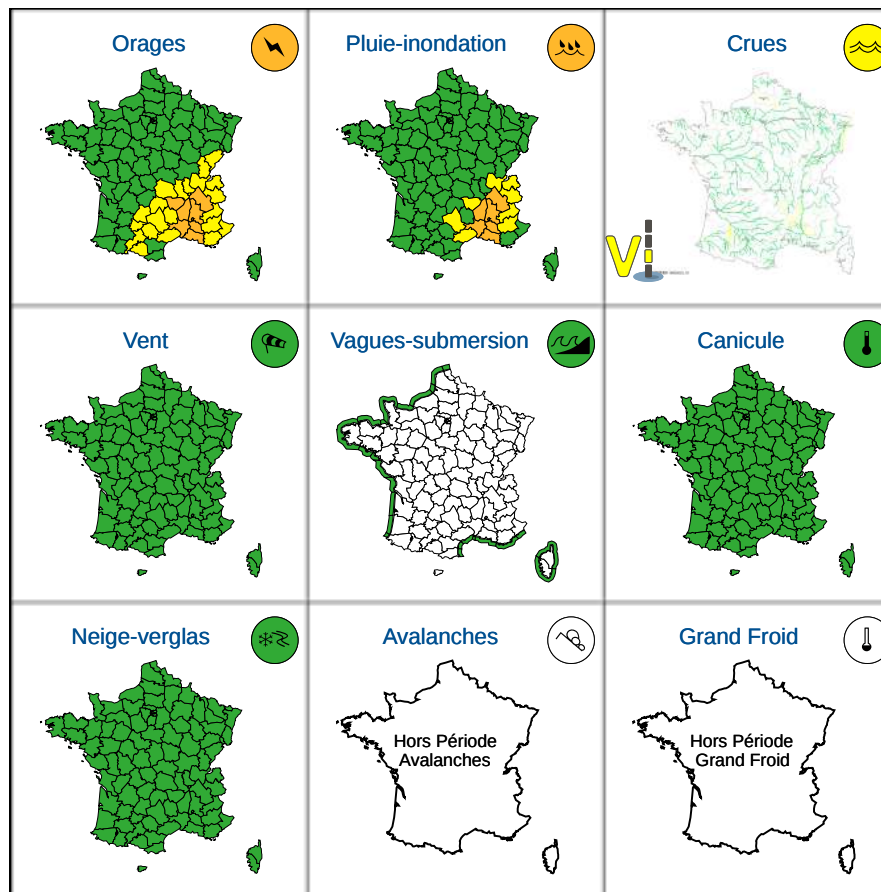 Orages
Pluie-inondation
Crues
Vi
Vent
Vagues-submersion
Canicule
Neige-verglas
Avalanches
Grand Froid
Hors Période
Avalanches
Hors Période
Grand Froid